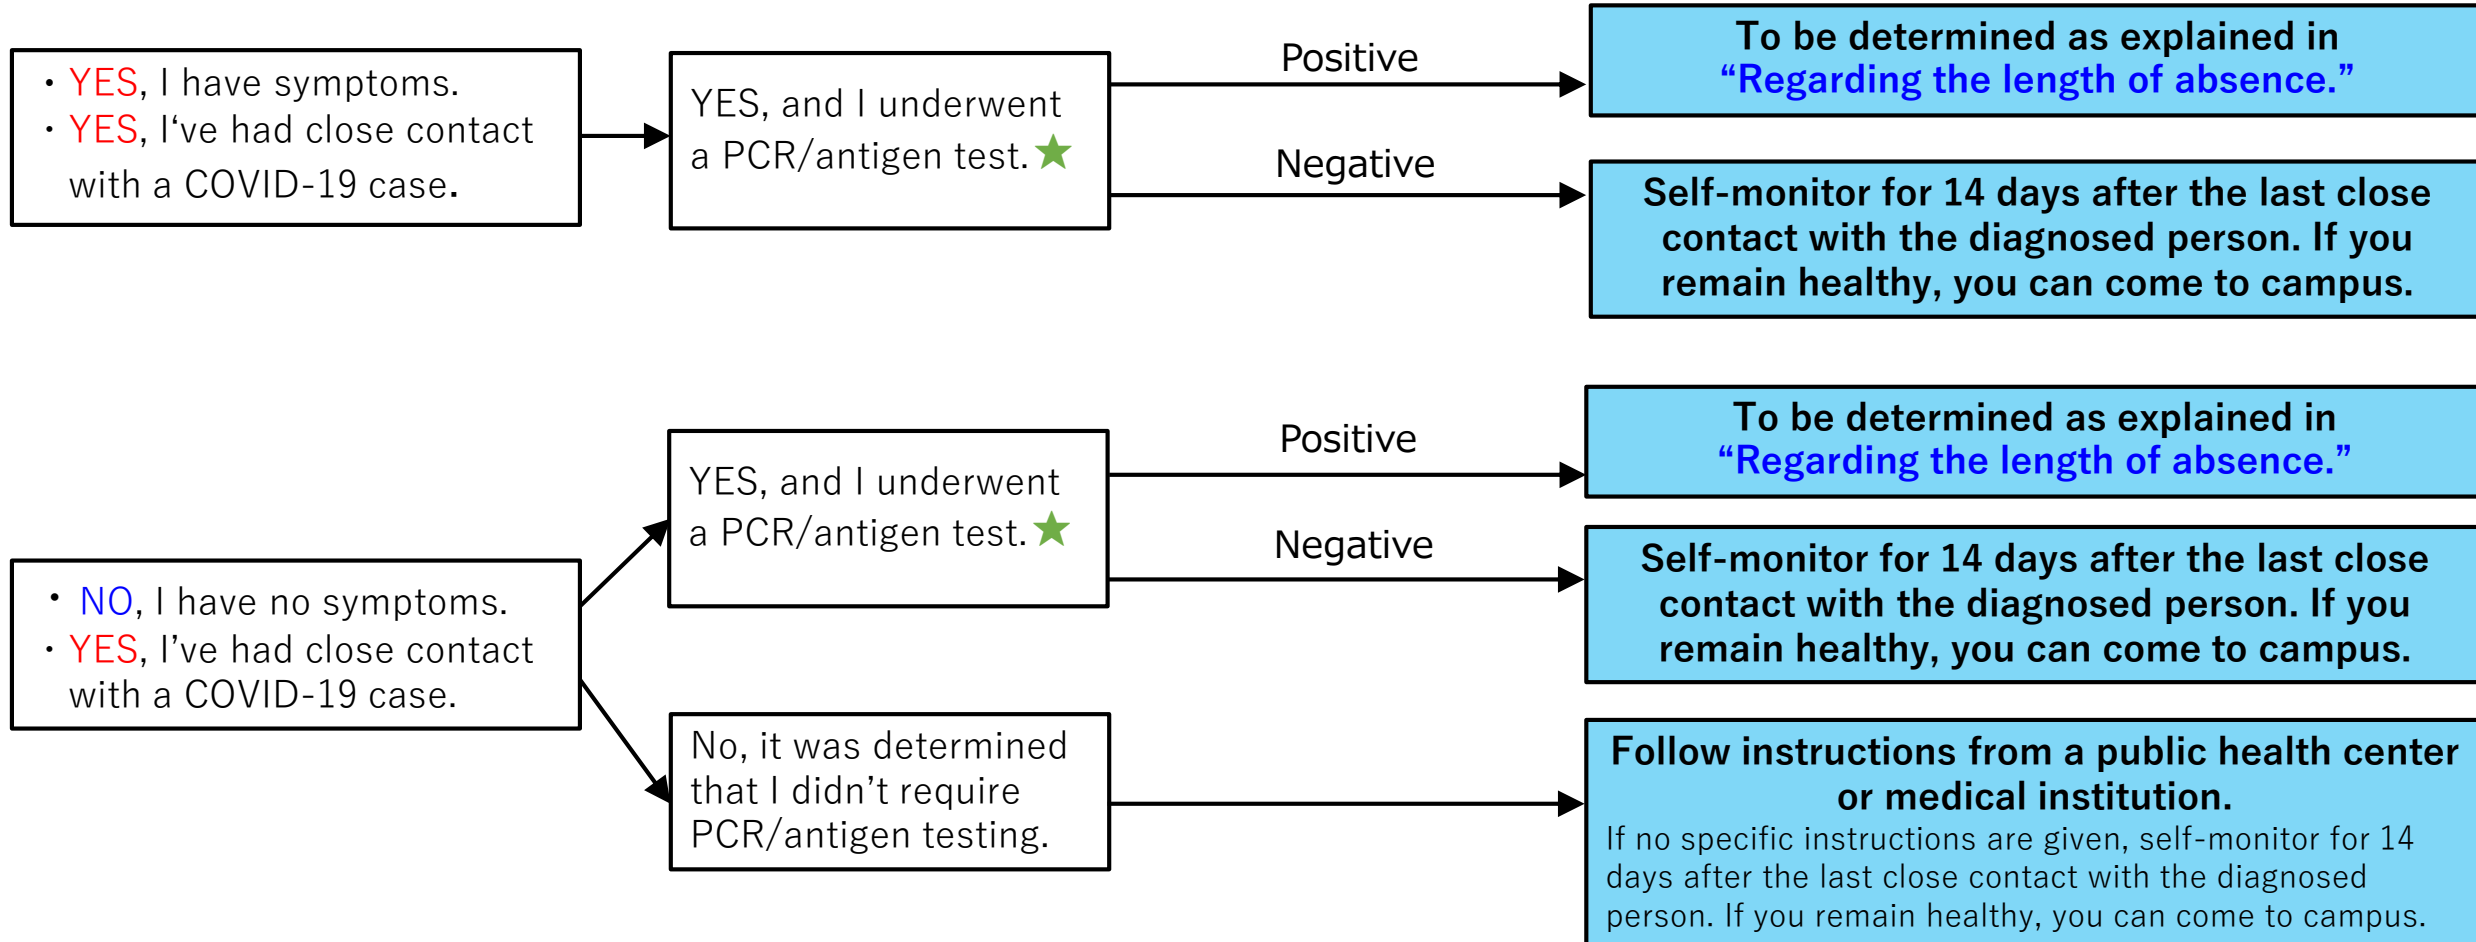 ・YES, I have symptoms.
・YES, I‘ve had close contact
with a COVID-19 case.
YES, and I underwent
a PCR/antigen test.★
Positive
Negative
To be determined as explained in
“Regarding the length of absence.”
Self-monitor for 14 days after the last close
contact with the diagnosed person. If you
remain healthy, you can come to campus.
・NO, I have no symptoms.
・YES, I’ve had close contact
with a COVID-19 case.
YES, and I underwent
a PCR/antigen test.★
Positive
Negative
To be determined as explained in
“Regarding the length of absence.”
Self-monitor for 14 days after the last close
contact with the diagnosed person. If you
remain healthy, you can come to campus.
No, it was determined
that I didn’t require
PCR/antigen testing.
Follow instructions from a public health center
or medical institution.
If no specific instructions are given, self-monitor for 14
days after the last close contact with the diagnosed
person. If you remain healthy, you can come to campus.